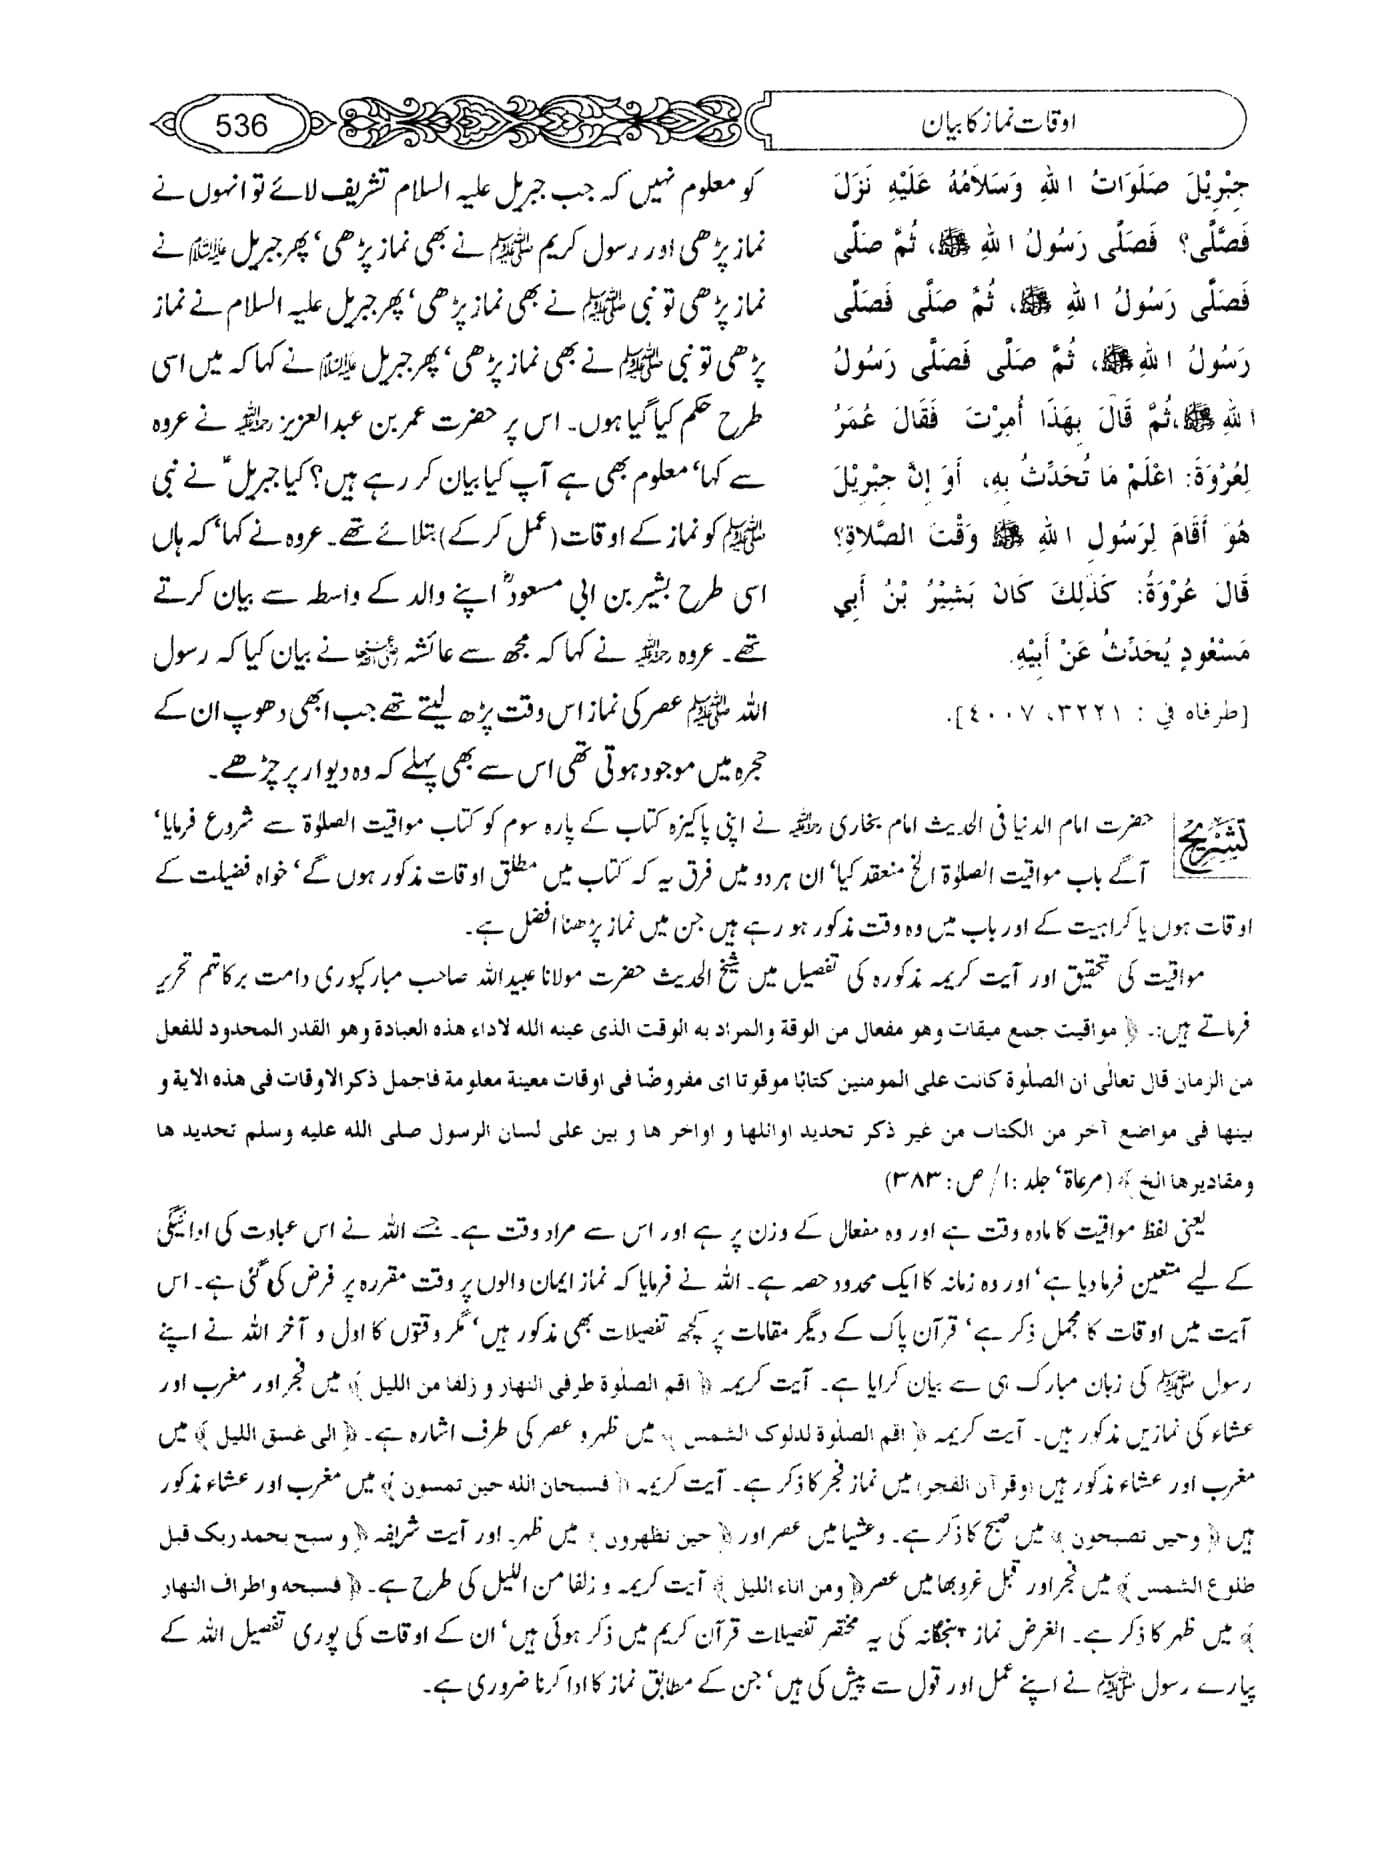 اوقات نماز کا بیان
536
جِبْرِيْلَ صَلَوَاتُ اللهِ وَسَلاَمُهُ عَلَيْهِ نَزَلَ
فَصَلَّى؟ فَصَلَّى رَسُولُ اللهِ ﷺ، ثُمَّ صَلَّى
فَصَلَّى رَسُولُ اللهِ ﷺ، ثُمَّ صَلَّى فَصَلَّى
رَسُولُ اللهِ ﷺ، ثُمَّ صَلَّى فَصَلَّى رَسُولُ
اللهِ ﷺ، ثُمَّ قَالَ بِهَذَا أُمِرْتَ فَقَالَ عُمَرُ
لِعُرْوَةَ: اعْلَمْ مَا تُحَدِّثُ بِهِ، أَوَ إِنَّ جِبْرِيْلَ
هُوَ أَقَامَ لِرَسُولِ اللهِ ﷺ وَقْتَ الصَّلاَةِ؟
قَالَ عُرْوَةُ: كَذَلِكَ كَانَ بَشِيْرُ بْنُ أَبِي
مَسْعُودٍ يُحَدِّثُ عَنْ أَبِيْهِ.
[طرفاه في : ٣٢٢١، ٤٠٠٧].
کو معلوم نہیں کہ جب جبریل علیہ السلام تشریف لائے تو انہوں نے
نماز پڑھی اور رسول کریم ﷺ نے بھی نماز پڑھی‘ پھر جبریل علیہ السلام نے
نماز پڑھی تو نبی ﷺ نے بھی نماز پڑھی‘ پھر جبریل علیہ السلام نے نماز
پڑھی تو نبی ﷺ نے بھی نماز پڑھی‘ پھر جبریل علیہ السلام نے کہا کہ میں اسی
طرح حکم کیا گیا ہوں۔ اس پر حضرت عمر بن عبدالعزیز رحمہ اللہ نے عروہ
سے کہا‘ معلوم بھی ہے آپ کیا بیان کر رہے ہیں؟ کیا جبریل ؑ نے نبی
ﷺ کو نماز کے اوقات (عمل کرکے) بتلائے تھے۔ عروہ نے کہا‘ کہ ہاں
اسی طرح بشیر بن ابی مسعودؓ اپنے والد کے واسطہ سے بیان کرتے
تھے۔ عروہ رحمہ اللہ نے کہا کہ مجھ سے عائشہ رضی اللہ عنہا نے بیان کیا کہ رسول
اللہ ﷺ عصر کی نماز اس وقت پڑھ لیتے تھے جب ابھی دھوپ ان کے
حجرہ میں موجود ہوتی تھی اس سے بھی پہلے کہ وہ دیوار پر چڑھے۔
تشریح حضرت امام الدنیا فی الحدیث امام بخاری رحمہ اللہ نے اپنی پاکیزہ کتاب کے پارہ سوم کو کتاب مواقیت الصلوٰۃ سے شروع فرمایا‘
آگے باب مواقیت الصلوٰۃ الخ منعقد کیا‘ ان ہر دو میں فرق یہ کہ کتاب میں مطلق اوقات مذکور ہوں گے‘ خواہ فضیلت کے
اوقات ہوں یا کراہیت کے اور باب میں وہ وقت مذکور ہو رہے ہیں جن میں نماز پڑھنا افضل ہے۔
مواقیت کی تحقیق اور آیت کریمہ مذکورہ کی تفصیل میں شیخ الحدیث حضرت مولانا عبیداللہ صاحب مبارکپوری دامت برکاتہم تحریر
فرماتے ہیں:۔ ﴿ مواقيت جمع ميقات وهو مفعال من الوقة والمراد به الوقت الذى عينه الله لاداء هذه العبادة وهو القدر المحدود للفعل
من الزمان قال تعالٰى ان الصلٰوة كانت على المومنين كتابًا موقوتا اى مفروضًا فى اوقات معينة معلومة فاجمل ذكر الاوقات فى هذه الاية و
بينها فى مواضع آخر من الكتاب من غير ذكر تحديد اوائلها و اواخر ها و بين على لسان الرسول صلى الله عليه وسلم تحديد ها
ومقاديرها الخ ﴾ (مرعاۃ‘ جلد :١/ ص: ٣٨٣)
یعنی لفظ مواقیت کا مادہ وقت ہے اور وہ مفعال کے وزن پر ہے اور اس سے مراد وقت ہے۔ جسے اللہ نے اس عبادت کی ادائیگی
کے لیے متعین فرما دیا ہے‘ اور وہ زمانہ کا ایک محدود حصہ ہے۔ اللہ نے فرمایا کہ نماز ایمان والوں پر وقت مقررہ پر فرض کی گئی ہے۔ اس
آیت میں اوقات کا مجمل ذکر ہے‘ قرآن پاک کے دیگر مقامات پر کچھ تفصیلات بھی مذکور ہیں‘ مگر وقتوں کا اول و آخر اللہ نے اپنے
رسول ﷺ کی زبان مبارک ہی سے بیان کرایا ہے۔ آیت کریمہ ﴿ اقم الصلٰوة طرفى النهار و زلفا من الليل ﴾ میں فجر اور مغرب اور
عشاء کی نمازیں مذکور ہیں۔ آیت کریمہ ﴿ اقم الصلٰوة لدلوک الشمس ﴾ میں ظہر و عصر کی طرف اشارہ ہے۔ ﴿ الى غسق الليل ﴾ میں
مغرب اور عشاء مذکور ہیں ﴿وقرآن الفجر﴾ میں نماز فجر کا ذکر ہے۔ آیت کریمہ ﴿ فسبحان الله حين تمسون ﴾ میں مغرب اور عشاء مذکور
ہیں ﴿ وحين تصبحون ﴾ میں صبح کا ذکر ہے۔ وعشیا میں عصر اور ﴿ حين تظهرون ﴾ میں ظہر۔ اور آیت شریفہ ﴿ و سبح بحمد ربک قبل
طلوع الشمس ﴾ میں فجر اور قبل غروبها میں عصر ﴿ ومن اناء الليل ﴾ آیت کریمہ و زلفا من اللیل کی طرح ہے۔ ﴿ فسبحه واطراف النهار
﴾ میں ظہر کا ذکر ہے۔ الغرض نماز پنجگانہ کی یہ مختصر تفصیلات قرآن کریم میں ذکر ہوئی ہیں‘ ان کے اوقات کی پوری تفصیل اللہ کے
پیارے رسول ﷺ نے اپنے عمل اور قول سے پیش کی ہیں‘ جن کے مطابق نماز کا ادا کرنا ضروری ہے۔